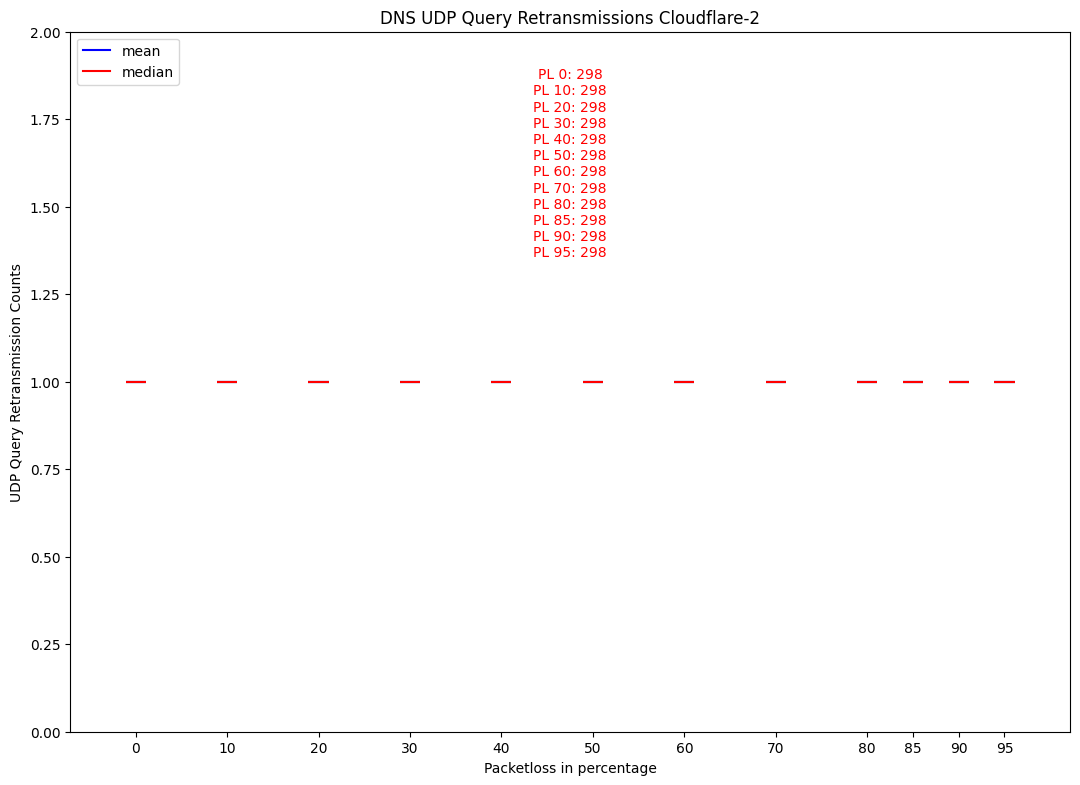 DNS UDP Query Retransmissions Cloudflare-2
mean
median
PL 0: 298
PL 10: 298
PL 20: 298
PL 30: 298
PL 40: 298
PL 50: 298
PL 60: 298
PL 70: 298
PL 80: 298
PL 85: 298
PL 90: 298
PL 95: 298
UDP Query Retransmission Counts
2.00
1.75
1.50
1.25
1.00
0.75
0.50
0.25
0.00
0 10 20 30 40 50 60 70 80 85 90 95
Packetloss in percentage